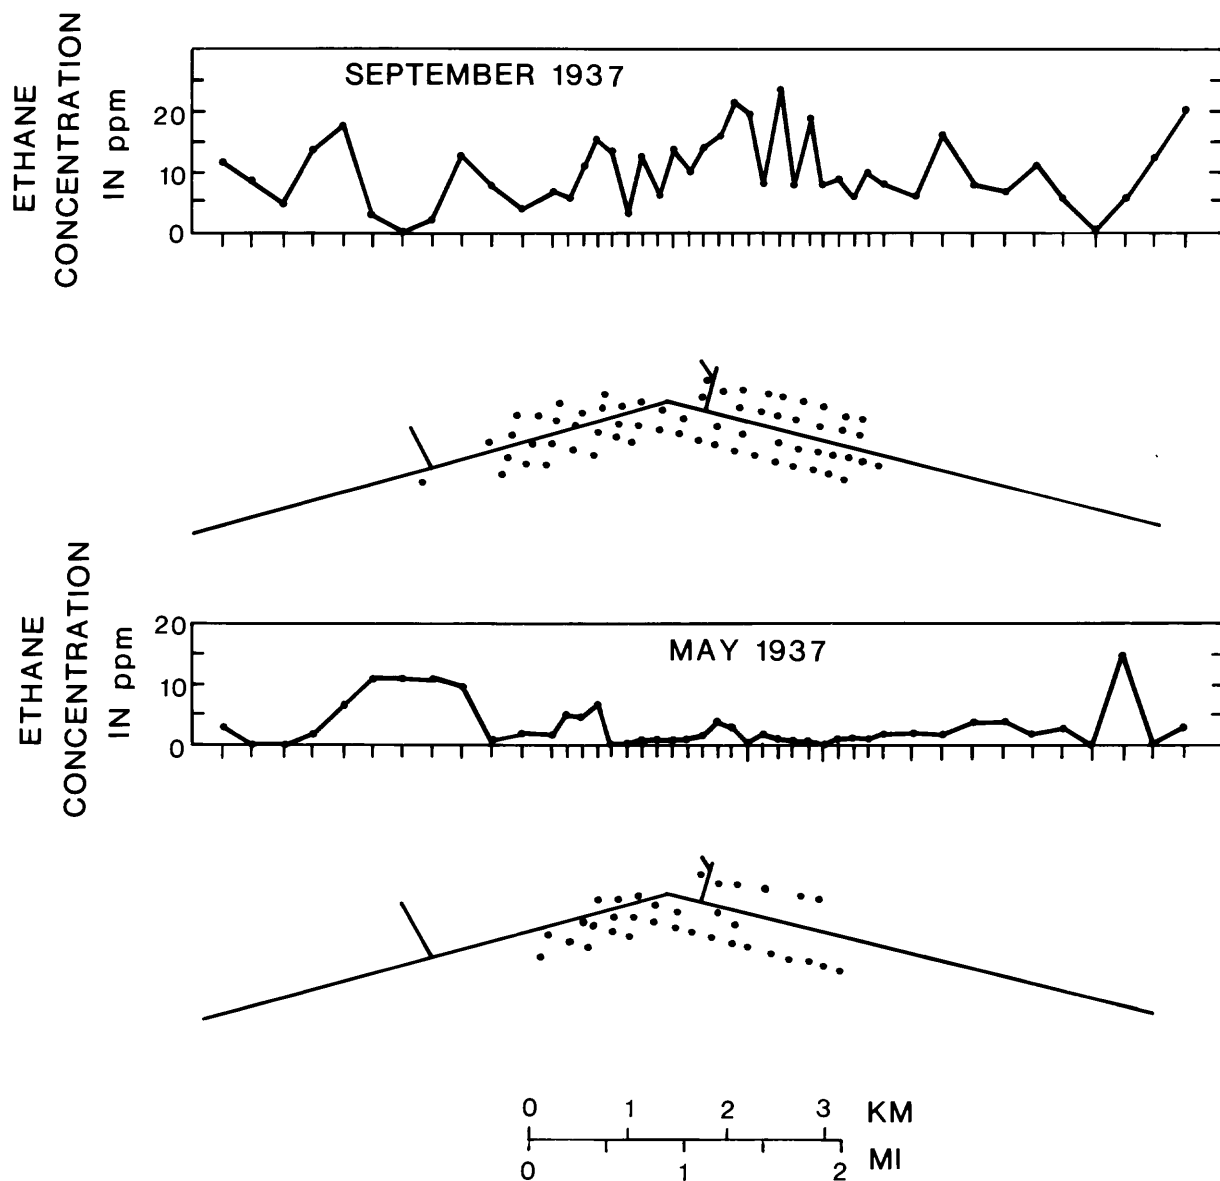 ETHANE
CONCENTRATION
IN ppm
SEPTEMBER 1937
20
10
0
ETHANE
CONCENTRATION
IN ppm
MAY 1937
20
10
0
0 1 2 3 KM
0 1 2 MI